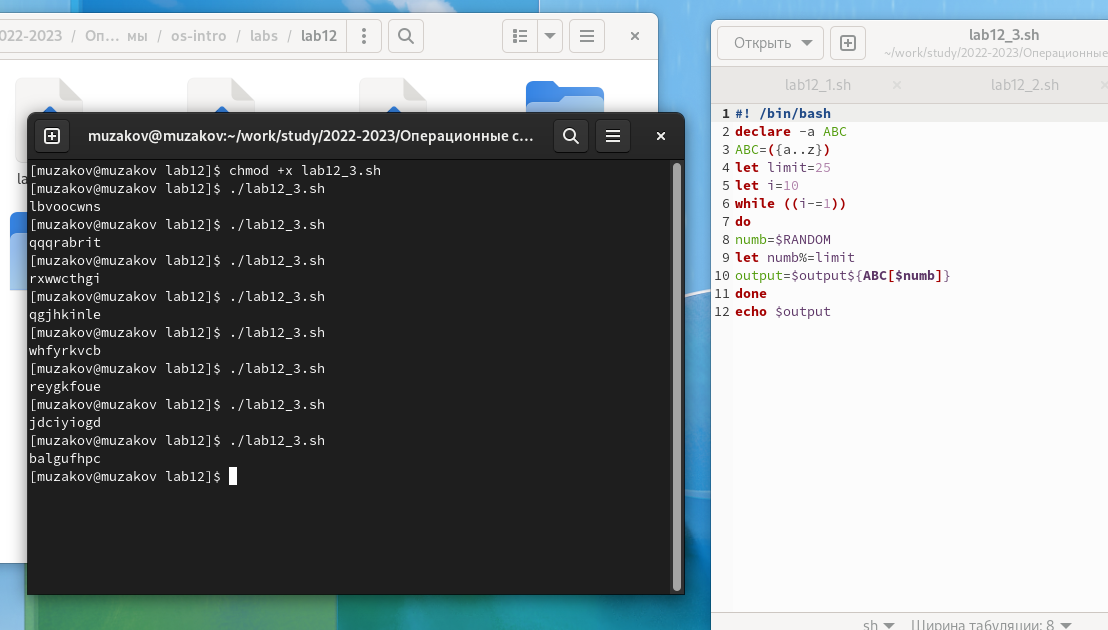 022-2023 / Оп… мы / os-intro / labs / lab12
muzakov@muzakov:~/work/study/2022-2023/Операционные с…
[muzakov@muzakov lab12]$ chmod +x lab12_3.sh
[muzakov@muzakov lab12]$ ./lab12_3.sh
lbvoocwns
[muzakov@muzakov lab12]$ ./lab12_3.sh
qqqrabrit
[muzakov@muzakov lab12]$ ./lab12_3.sh
rxwwcthgi
[muzakov@muzakov lab12]$ ./lab12_3.sh
qgjhkinle
[muzakov@muzakov lab12]$ ./lab12_3.sh
whfyrkvcb
[muzakov@muzakov lab12]$ ./lab12_3.sh
reygkfoue
[muzakov@muzakov lab12]$ ./lab12_3.sh
jdciyiogd
[muzakov@muzakov lab12]$ ./lab12_3.sh
balgufhpc
[muzakov@muzakov lab12]$
Открыть
lab12_3.sh
~/work/study/2022-2023/Операционные
lab12_1.sh
lab12_2.sh
1 #! /bin/bash
2 declare -a ABC
3 ABC=({a..z})
4 let limit=25
5 let i=10
6 while ((i-=1))
7 do
8 numb=$RANDOM
9 let numb%=limit
10 output=$output${ABC[$numb]}
11 done
12 echo $output
sh
Ширина табуляции: 8